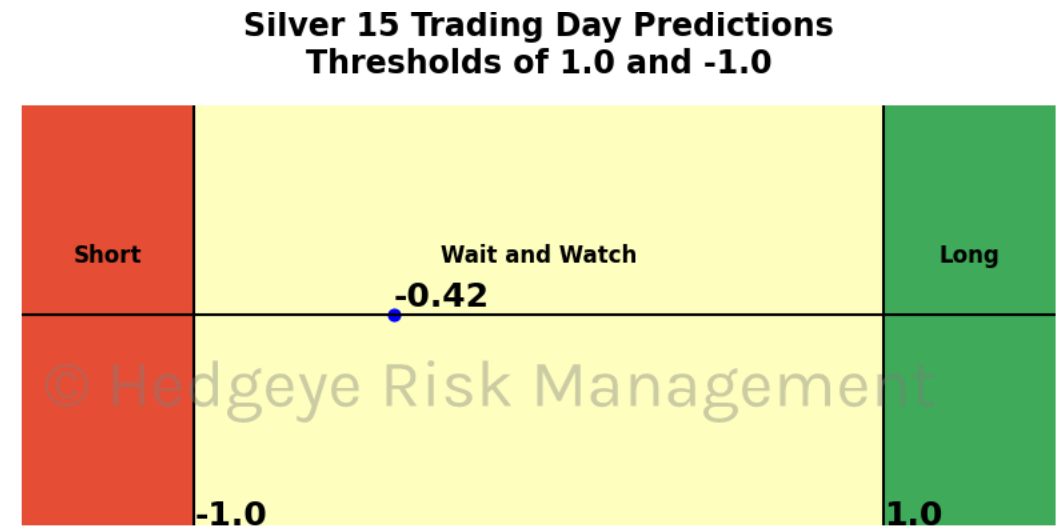 Silver 15 Trading Day Predictions
Thresholds of 1.0 and -1.0
Short
Wait and Watch
Long
-0.42
© Hedgeye Risk Management
-1.0
1.0